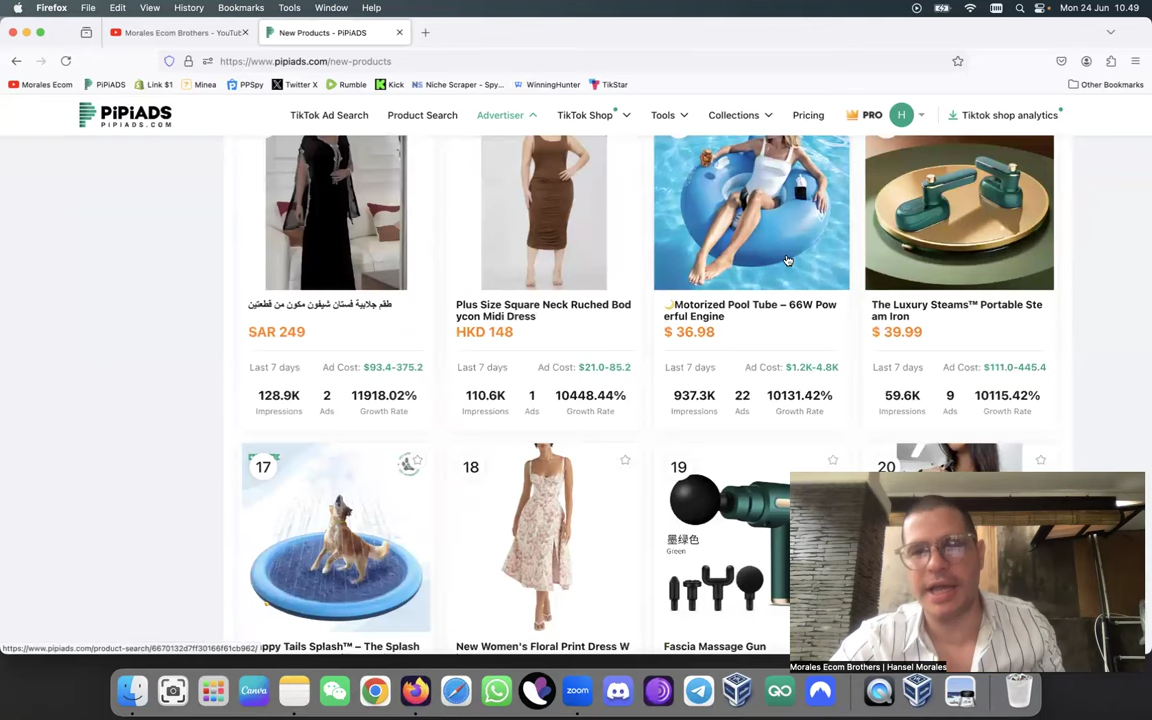 Firefox File Edit View History Bookmarks Tools Window Help Mon 24 Jun 10.49
Morales Ecom Brothers - YouTub
New Products - PiPiADS
https://www.pipiads.com/new-products
Morales Ecom PiPiADS Link $1 Minea PPSpy Twitter X Rumble Kick Niche Scraper - Spy... WinningHunter TikStar Other Bookmarks
PiPiADS
PIPIADS.COM
TikTok Ad Search Product Search Advertiser TikTok Shop Tools Collections Pricing PRO H Tiktok shop analytics
طقم جلابية فستان شيفون مكون من قطعتين
SAR 249
Last 7 days Ad Cost: $93.4-375.2
128.9K 2 11918.02%
Impressions Ads Growth Rate
Plus Size Square Neck Ruched Bod
ycon Midi Dress
HKD 148
Last 7 days Ad Cost: $21.0-85.2
110.6K 1 10448.44%
Impressions Ads Growth Rate
🌙Motorized Pool Tube – 66W Pow
erful Engine
$ 36.98
Last 7 days Ad Cost: $1.2K-4.8K
937.3K 22 10131.42%
Impressions Ads Growth Rate
The Luxury Steams™ Portable Ste
am Iron
$ 39.99
Last 7 days Ad Cost: $111.0-445.4
59.6K 9 10115.42%
Impressions Ads Growth Rate
17
18
19
20
墨绿色
Green
ppy Tails Splash™ – The Splash
New Women's Floral Print Dress W
Fascia Massage Gun
https://www.pipiads.com/product-search/6670132d7ff30166f61cb962/
Morales Ecom Brothers | Hansel Morales
Canva
zoom
GO